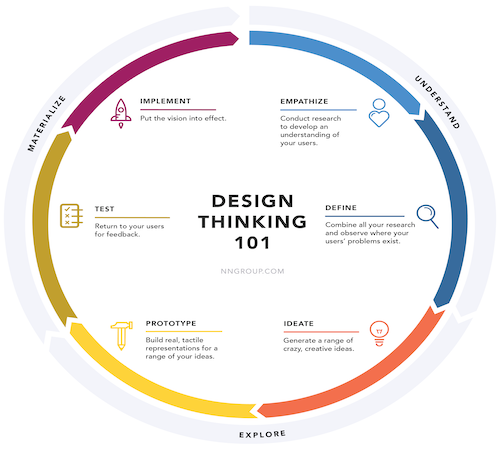 DESIGN
THINKING
101
NNGROUP.COM
UNDERSTAND
EMPATHIZE
Conduct research
to develop an
understanding of
your users.
DEFINE
Combine all your research
and observe where your
users' problems exist.
EXPLORE
IDEATE
Generate a range of
crazy, creative ideas.
PROTOTYPE
Build real, tactile
representations for a
range of your ideas.
MATERIALIZE
TEST
Return to your users
for feedback.
IMPLEMENT
Put the vision into effect.